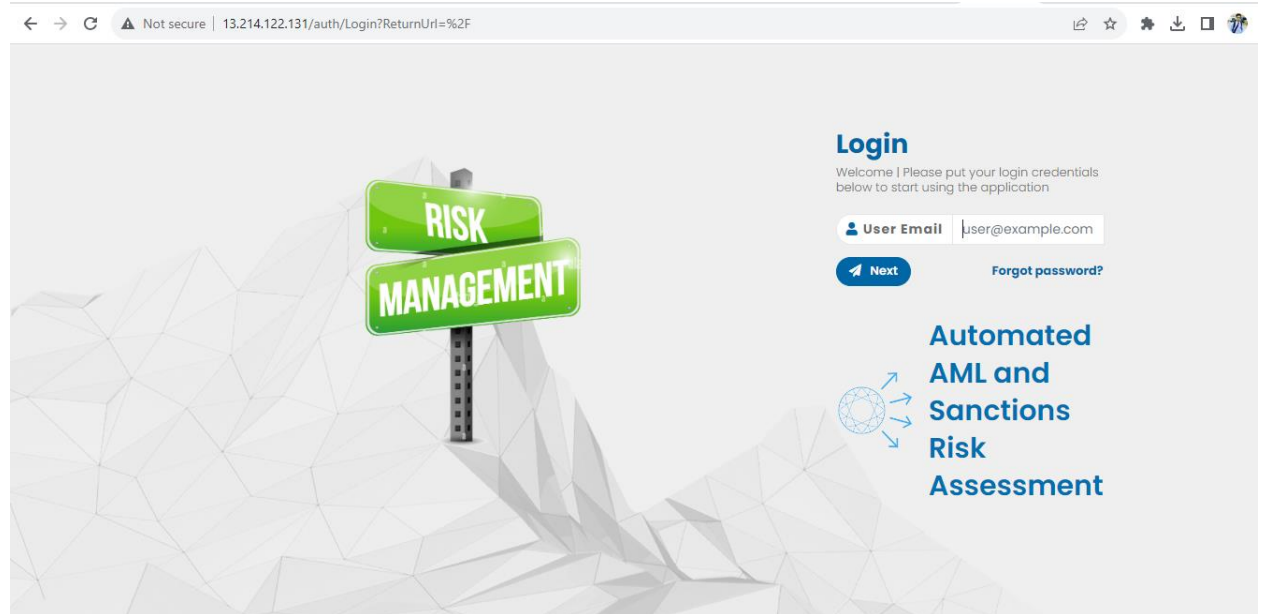 Not secure | 13.214.122.131/auth/Login?ReturnUrl=%2F
RISK
MANAGEMENT
Login
Welcome | Please put your login credentials
below to start using the application
User Email user@example.com
Next Forgot password?
Automated
AML and
Sanctions
Risk
Assessment